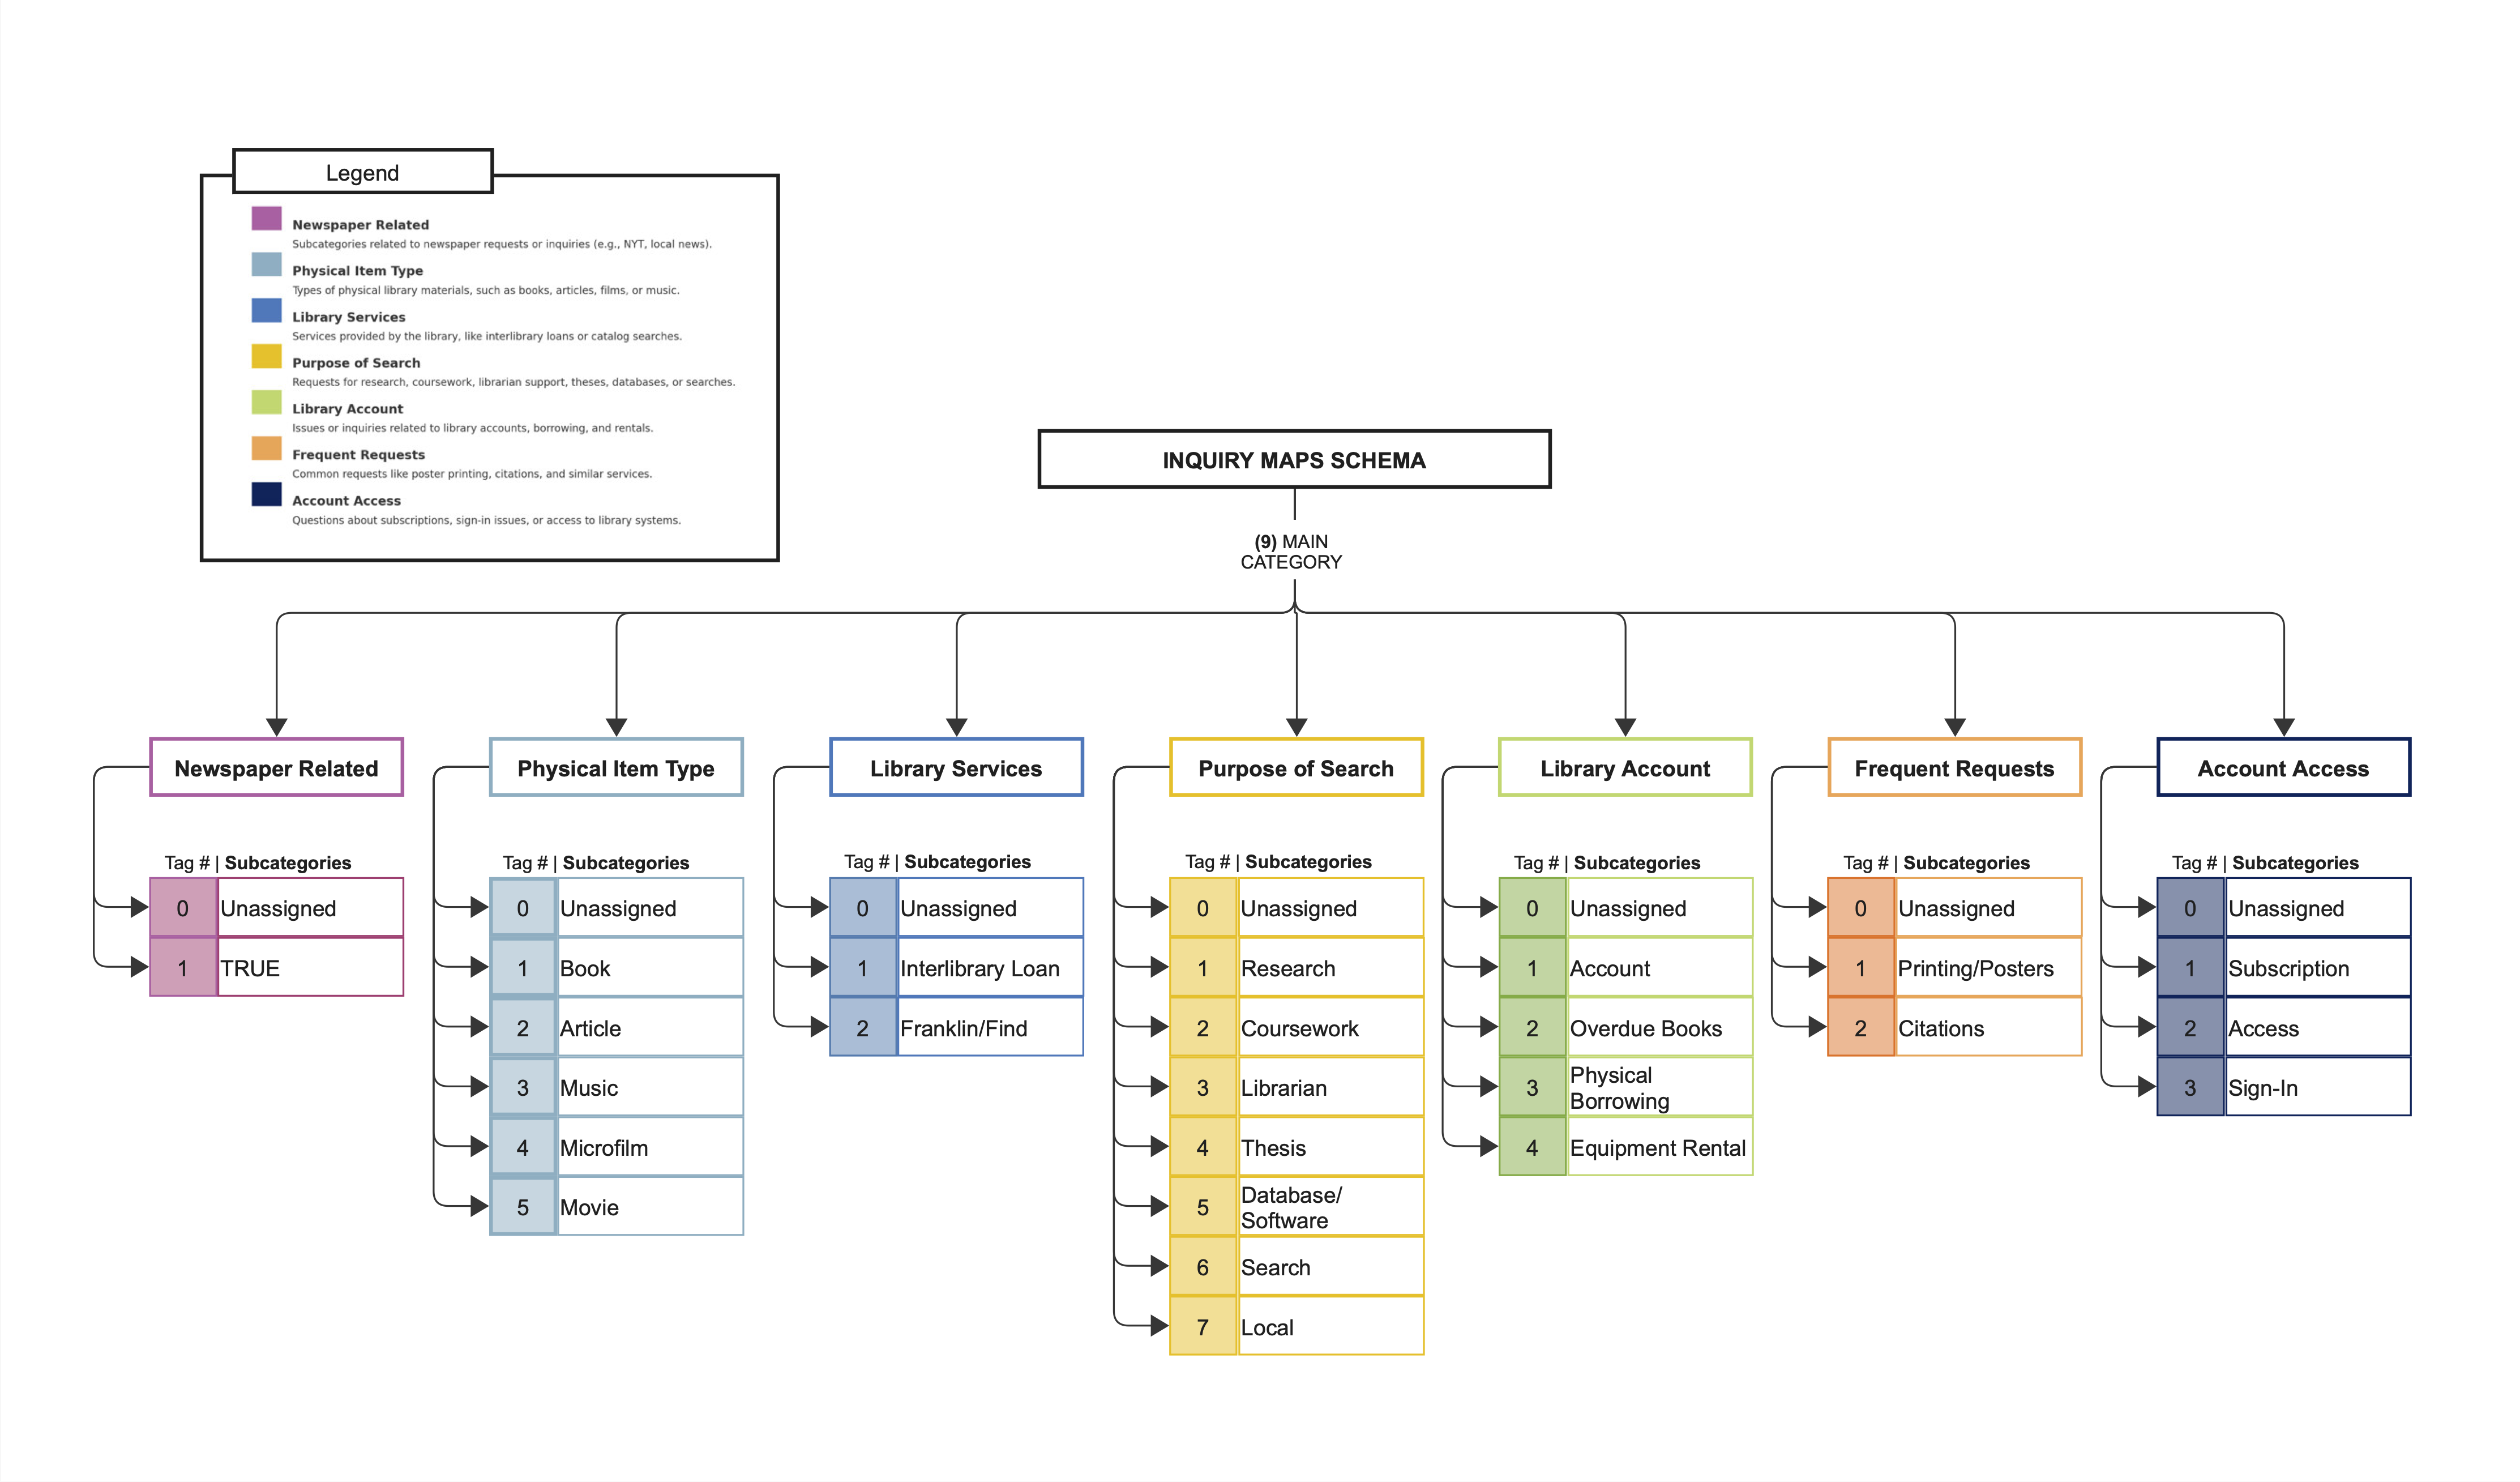 Legend
Newspaper Related
Subcategories related to newspaper requests or inquiries (e.g., NYT, local news).
Physical Item Type
Types of physical library materials, such as books, articles, films, or music.
Library Services
Services provided by the library, like interlibrary loans or catalog searches.
Purpose of Search
Requests for research, coursework, librarian support, theses, databases, or searches.
Library Account
Issues or inquiries related to library accounts, borrowing, and rentals.
Frequent Requests
Common requests like poster printing, citations, and similar services.
Account Access
Questions about subscriptions, sign-in issues, or access to library systems.
INQUIRY MAPS SCHEMA
(9) MAIN
CATEGORY
Newspaper Related
Tag # | Subcategories
0 Unassigned
1 TRUE
Physical Item Type
Tag # | Subcategories
0 Unassigned
1 Book
2 Article
3 Music
4 Microfilm
5 Movie
Library Services
Tag # | Subcategories
0 Unassigned
1 Interlibrary Loan
2 Franklin/Find
Purpose of Search
Tag # | Subcategories
0 Unassigned
1 Research
2 Coursework
3 Librarian
4 Thesis
5 Database/
Software
6 Search
7 Local
Library Account
Tag # | Subcategories
0 Unassigned
1 Account
2 Overdue Books
3 Physical
Borrowing
4 Equipment Rental
Frequent Requests
Tag # | Subcategories
0 Unassigned
1 Printing/Posters
2 Citations
Account Access
Tag # | Subcategories
0 Unassigned
1 Subscription
2 Access
3 Sign-In